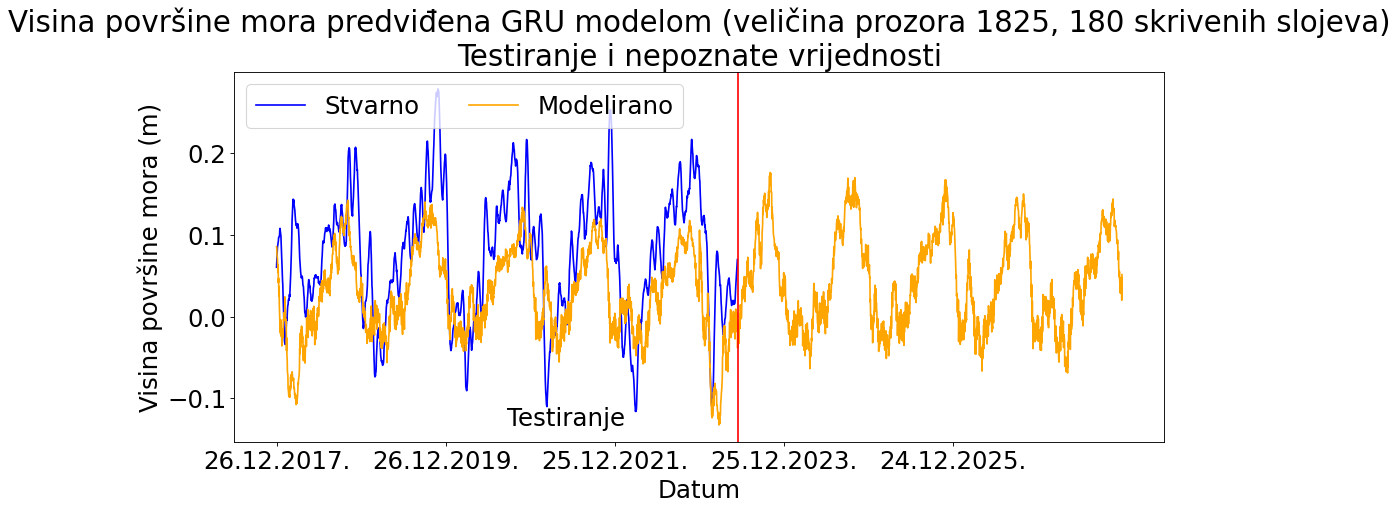 Visina površine mora predviđena GRU modelom (veličina prozora 1825, 180 skrivenih slojeva)
Testiranje i nepoznate vrijednosti
Stvarno
Modelirano
Visina površine mora (m)
0.2
0.1
0.0
−0.1
Testiranje
26.12.2017.
26.12.2019.
25.12.2021.
25.12.2023.
24.12.2025.
Datum